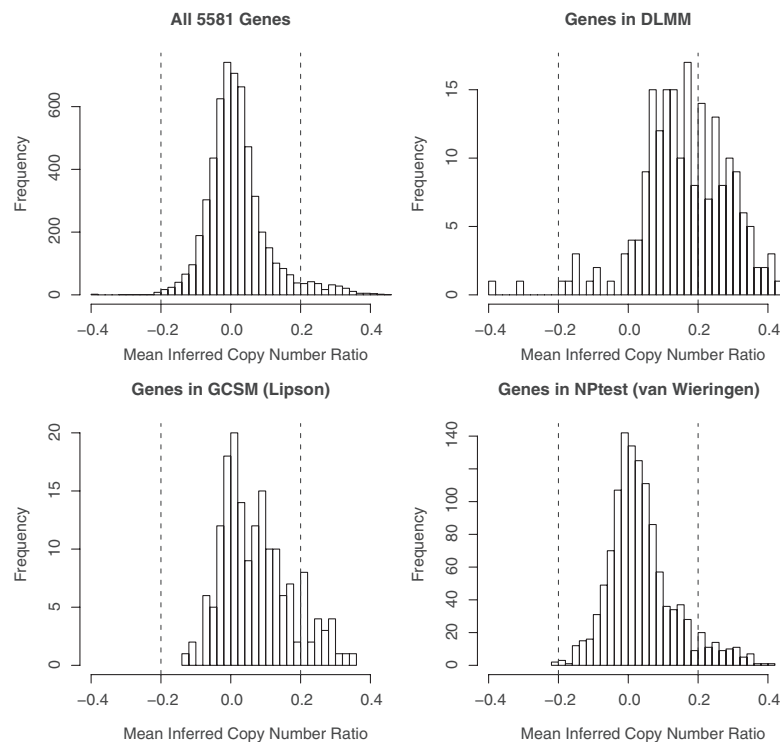 All 5581 Genes
Frequency
0 200 400 600
−0.4 −0.2 0.0 0.2 0.4
Mean Inferred Copy Number Ratio
Genes in DLMM
Frequency
0 5 10 15
−0.4 −0.2 0.0 0.2 0.4
Mean Inferred Copy Number Ratio
Genes in GCSM (Lipson)
Frequency
0 5 10 15 20
−0.4 −0.2 0.0 0.2 0.4
Mean Inferred Copy Number Ratio
Genes in NPtest (van Wieringen)
Frequency
0 20 40 60 80 100 140
−0.4 −0.2 0.0 0.2 0.4
Mean Inferred Copy Number Ratio